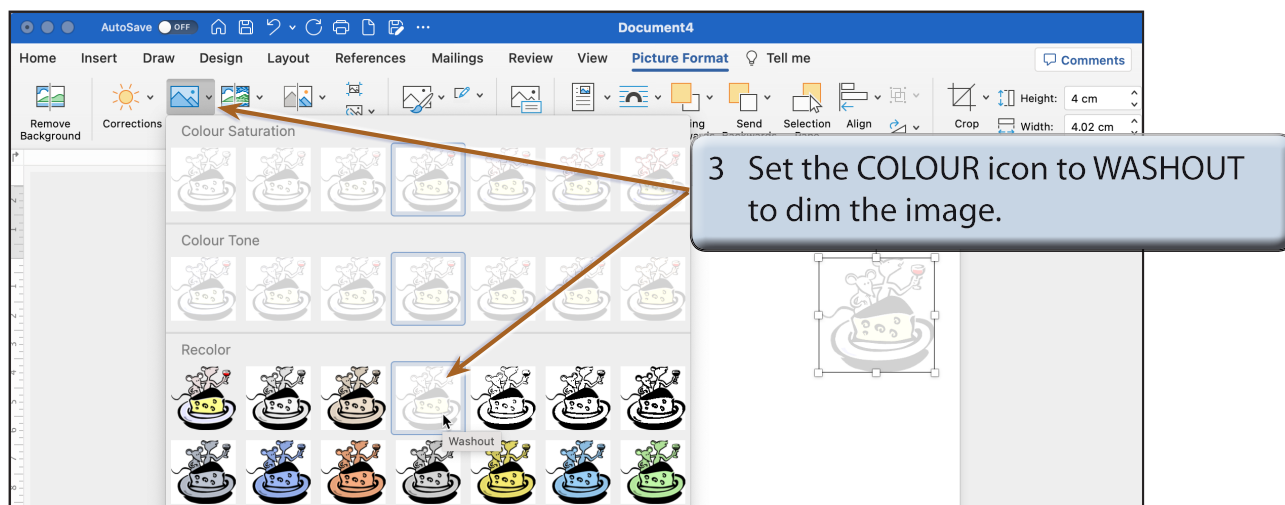 AutoSave OFF Document4
Home Insert Draw Design Layout References Mailings Review View Picture Format Tell me Comments
Remove Background
Corrections
Send
Selection
Align
Crop
Height: 4 cm
Width: 4.02 cm
Colour Saturation
Colour Tone
Recolor
Washout
3 Set the COLOUR icon to WASHOUT
to dim the image.